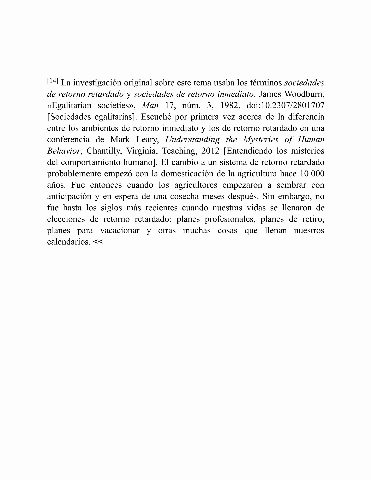 [14] La investigación original sobre este tema usaba los términos sociedades
de retorno retardado y sociedades de retorno inmediato. James Woodburn,
«Egalitarian societies», Man 17, núm. 3, 1982, doi:10.2307/2801707
[Sociedades egalitarias]. Escuché por primera vez acerca de la diferencia
entre los ambientes de retorno inmediato y los de retorno retardado en una
conferencia de Mark Leary, Understanding the Mysteries of Human
Behavior, Chantilly, Virginia, Teaching, 2012 [Entendiendo los misterios
del comportamiento humano]. El cambio a un sistema de retorno retardado
probablemente empezó con la domesticación de la agricultura hace 10 000
años. Fue entonces cuando los agricultores empezaron a sembrar con
anticipación y en espera de una cosecha meses después. Sin embargo, no
fue hasta los siglos más recientes cuando nuestras vidas se llenaron de
elecciones de retorno retardado: planes profesionales, planes de retiro,
planes para vacacionar y otras muchas cosas que llenan nuestros
calendarios. <<